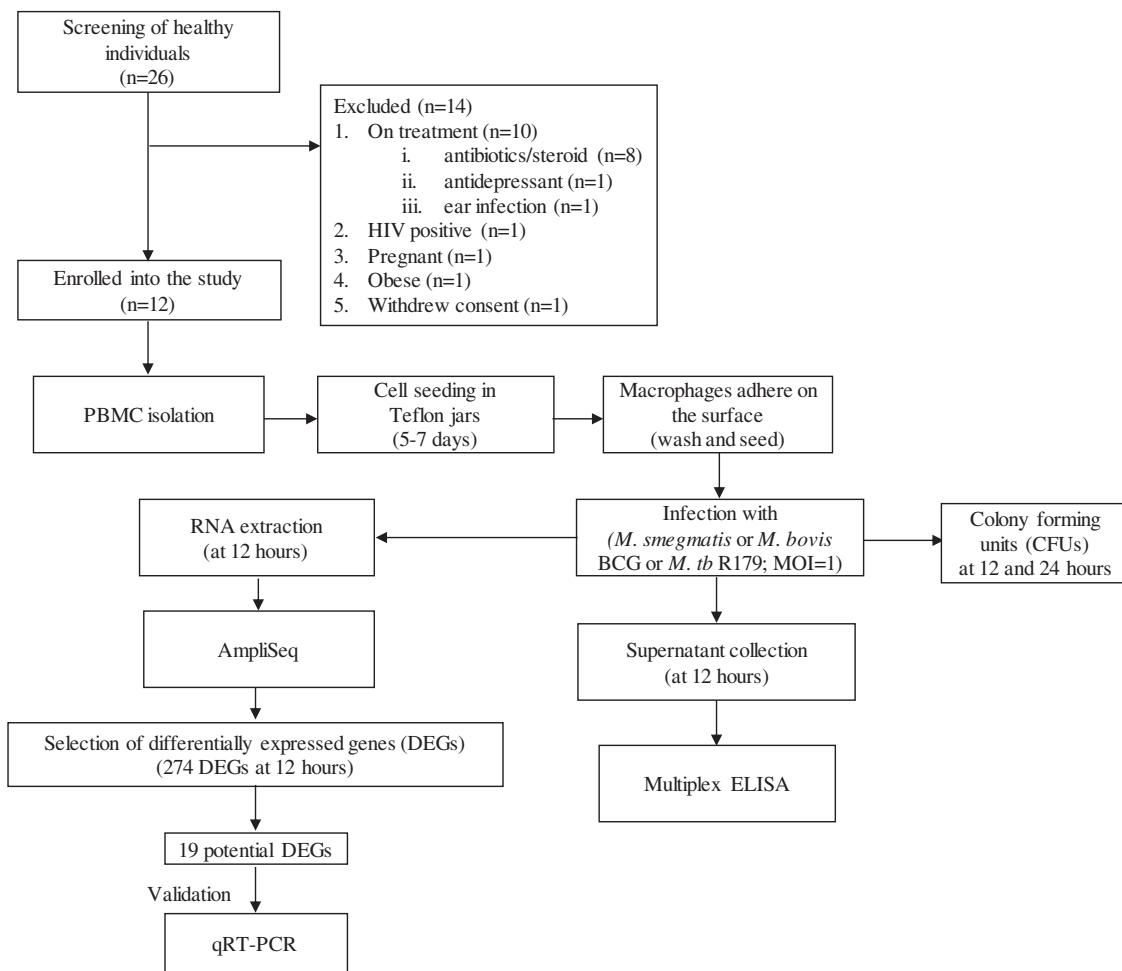 Screening of healthy
individuals
(n=26)
Excluded (n=14)
1. On treatment (n=10)
i. antibiotics/steroid (n=8)
ii. antidepressant (n=1)
iii. ear infection (n=1)
2. HIV positive (n=1)
3. Pregnant (n=1)
4. Obese (n=1)
5. Withdrew consent (n=1)
Enrolled into the study
(n=12)
PBMC isolation
Cell seeding in
Teflon jars
(5-7 days)
Macrophages adhere on
the surface
(wash and seed)
Infection with
(M. smegmatis or M. bovis
BCG or M. tb R179; MOI=1)
Colony forming
units (CFUs)
at 12 and 24 hours
RNA extraction
(at 12 hours)
AmpliSeq
Supernatant collection
(at 12 hours)
Selection of differentially expressed genes (DEGs)
(274 DEGs at 12 hours)
Multiplex ELISA
19 potential DEGs
Validation
qRT-PCR